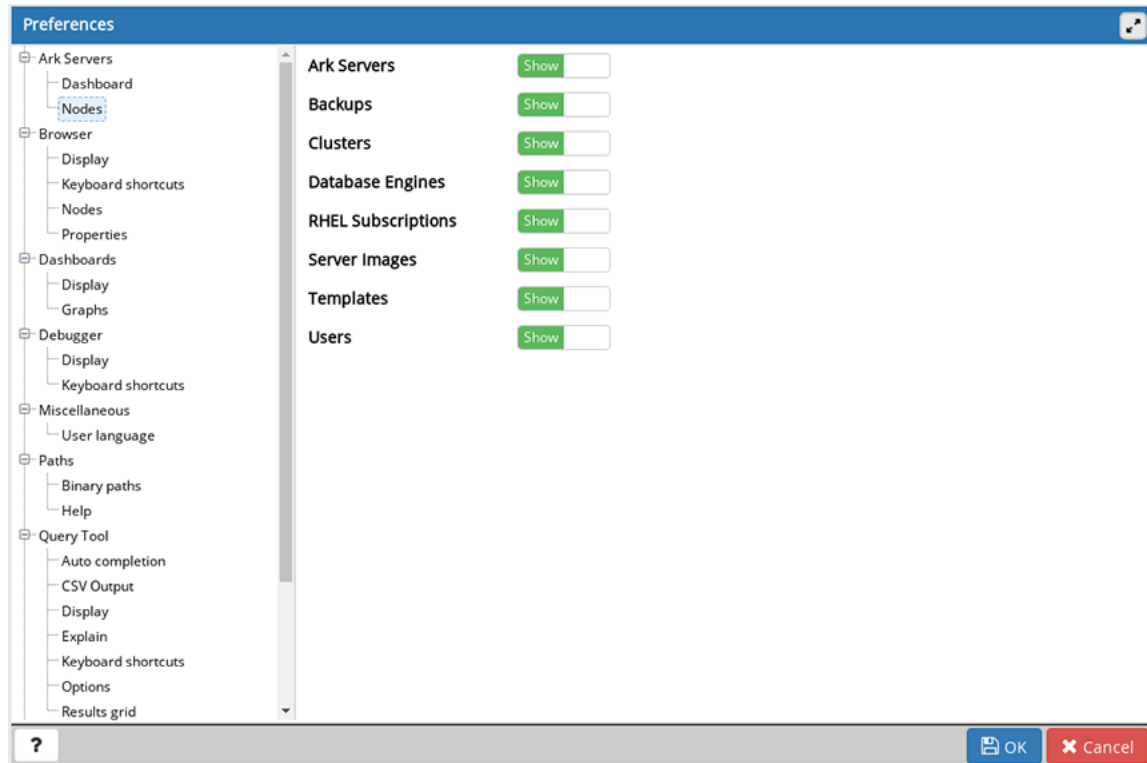 Preferences
Ark Servers
Dashboard
Nodes
Browser
Display
Keyboard shortcuts
Nodes
Properties
Dashboards
Display
Graphs
Debugger
Display
Keyboard shortcuts
Miscellaneous
User language
Paths
Binary paths
Help
Query Tool
Auto completion
CSV Output
Display
Explain
Keyboard shortcuts
Options
Results grid
Ark Servers Show
Backups Show
Clusters Show
Database Engines Show
RHEL Subscriptions Show
Server Images Show
Templates Show
Users Show
? OK Cancel